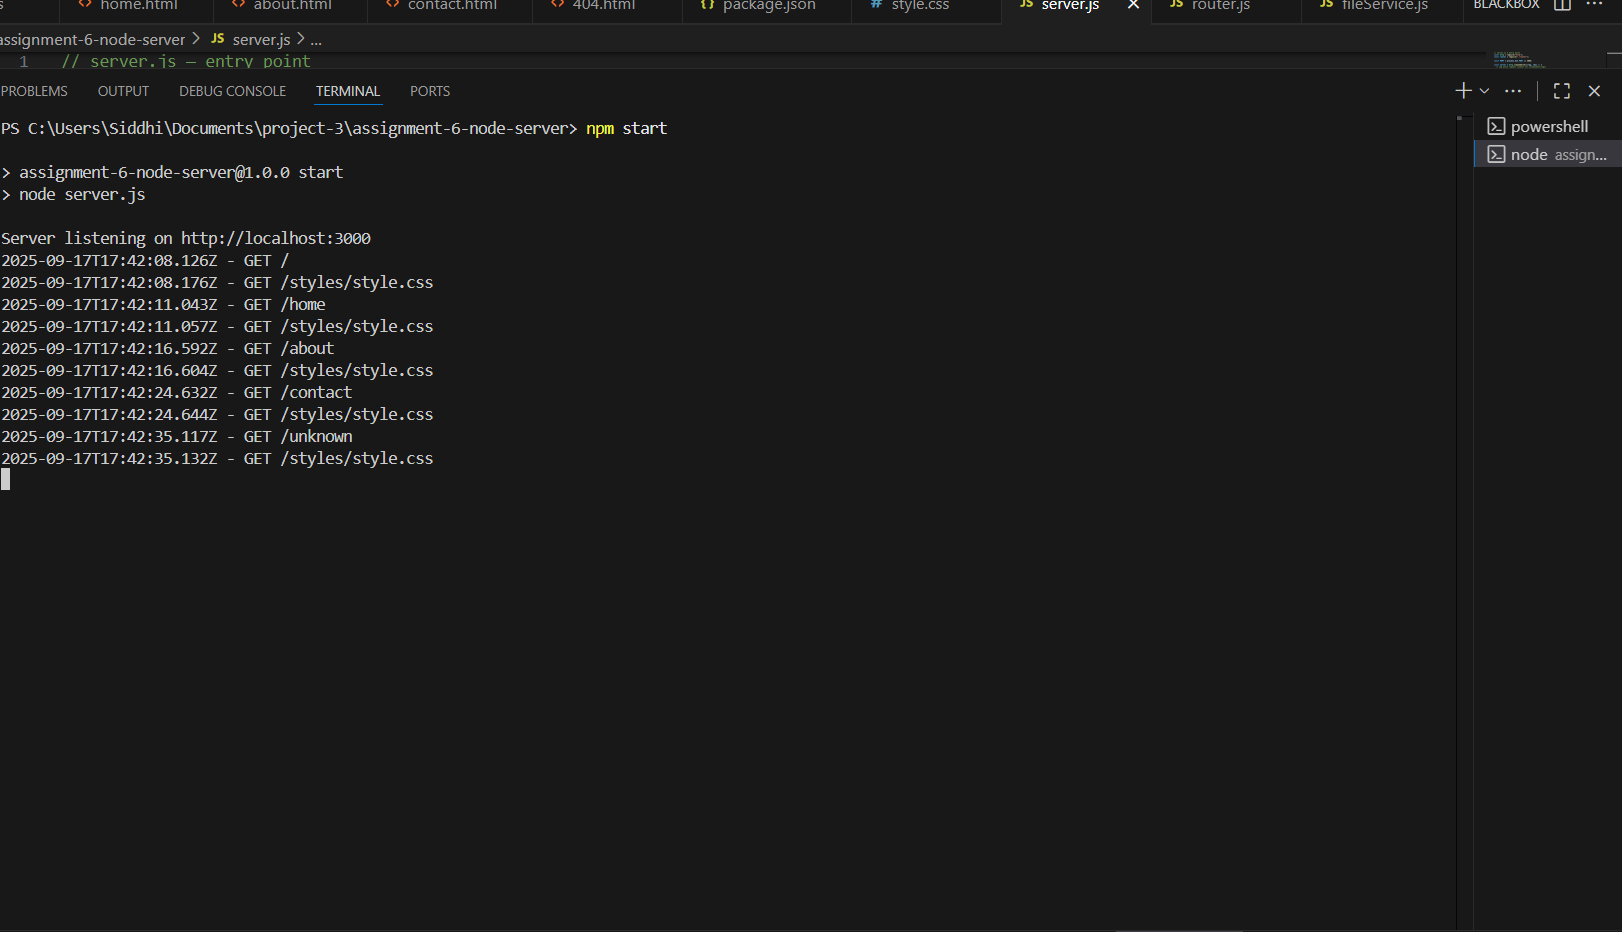 s home.html about.html contact.html 404.html {} package.json # style.css JS server.js JS router.js JS fileService.js BLACKBOX ...
assignment-6-node-server > JS server.js > ...
1 // server.js — entry point
PROBLEMS OUTPUT DEBUG CONSOLE TERMINAL PORTS
PS C:\Users\Siddhi\Documents\project-3\assignment-6-node-server> npm start
powershell
node assign...
> assignment-6-node-server@1.0.0 start
> node server.js
Server listening on http://localhost:3000
2025-09-17T17:42:08.126Z - GET /
2025-09-17T17:42:08.176Z - GET /styles/style.css
2025-09-17T17:42:11.043Z - GET /home
2025-09-17T17:42:11.057Z - GET /styles/style.css
2025-09-17T17:42:16.592Z - GET /about
2025-09-17T17:42:16.604Z - GET /styles/style.css
2025-09-17T17:42:24.632Z - GET /contact
2025-09-17T17:42:24.644Z - GET /styles/style.css
2025-09-17T17:42:35.117Z - GET /unknown
2025-09-17T17:42:35.132Z - GET /styles/style.css